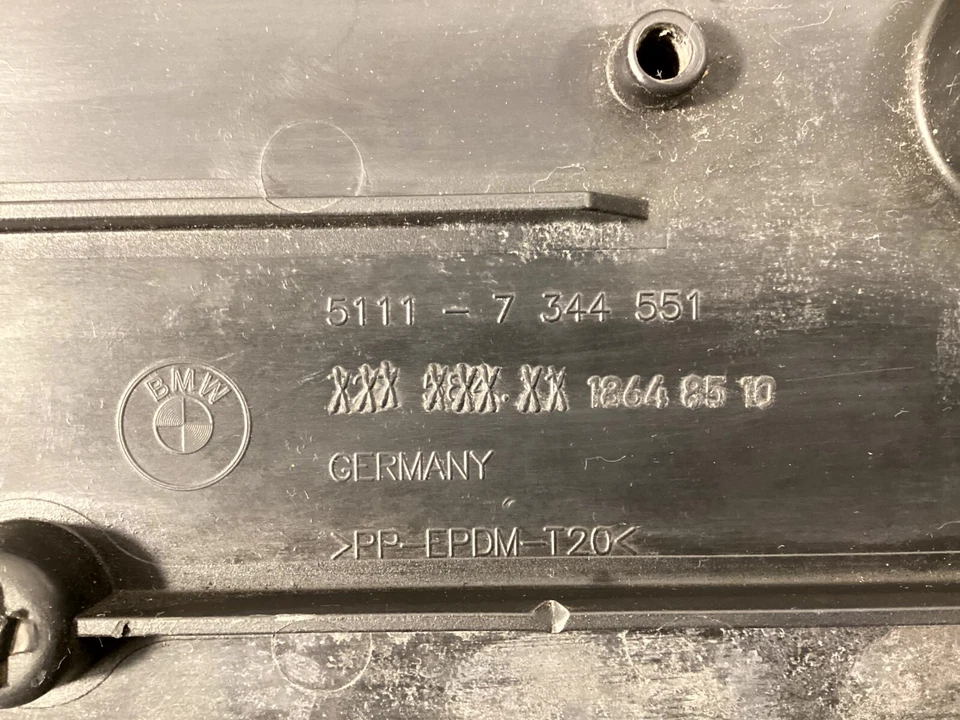 5111 - 7 344 551
BMW
XXX XXX.XX 1864 85 10
GERMANY
>PP-EPDM-T20<